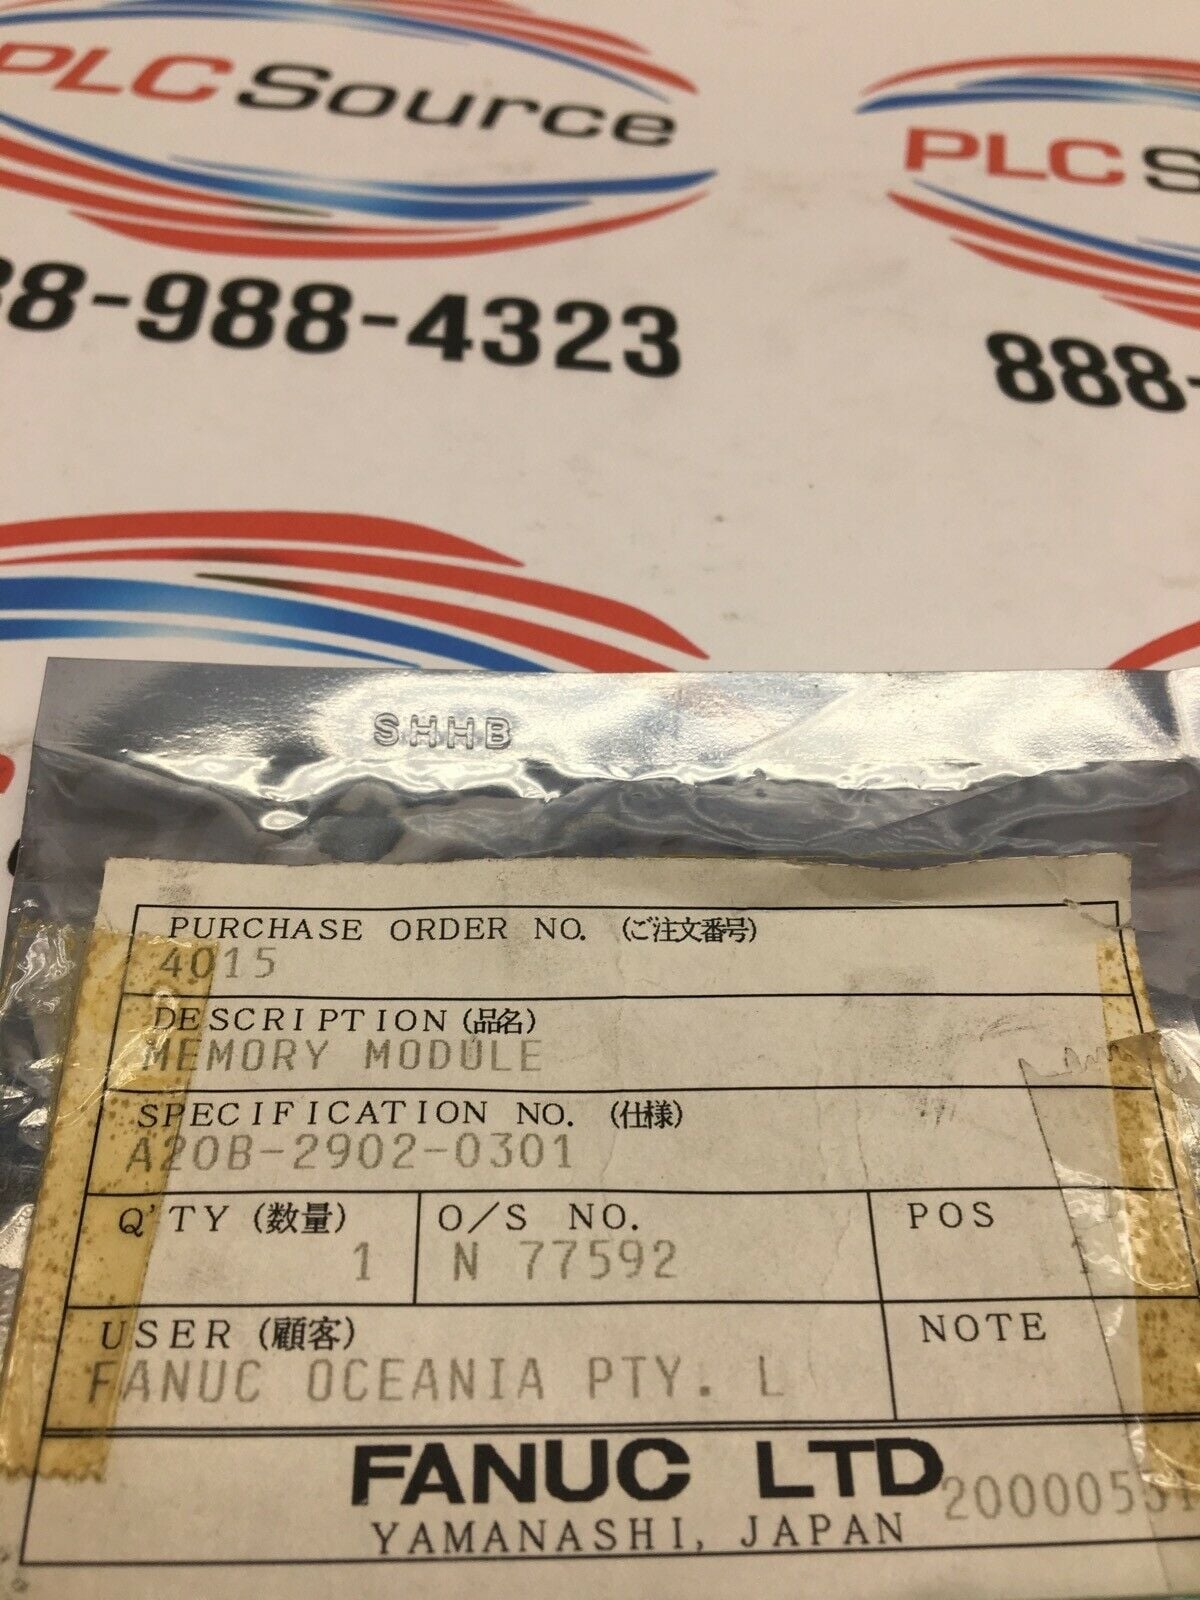 PLC Source
PLC S
88-988-4323
888-
SHHB
PURCHASE ORDER NO. (ご注文番号)
4015
DESCRIPTION (品名)
MEMORY MODULE
SPECIFICATION NO. (仕様)
A20B-2902-0301
Q'TY (数量) O/S NO. POS
1 N 77592 1
USER (顧客) NOTE
FANUC OCEANIA PTY. L
FANUC LTD
YAMANASHI, JAPAN